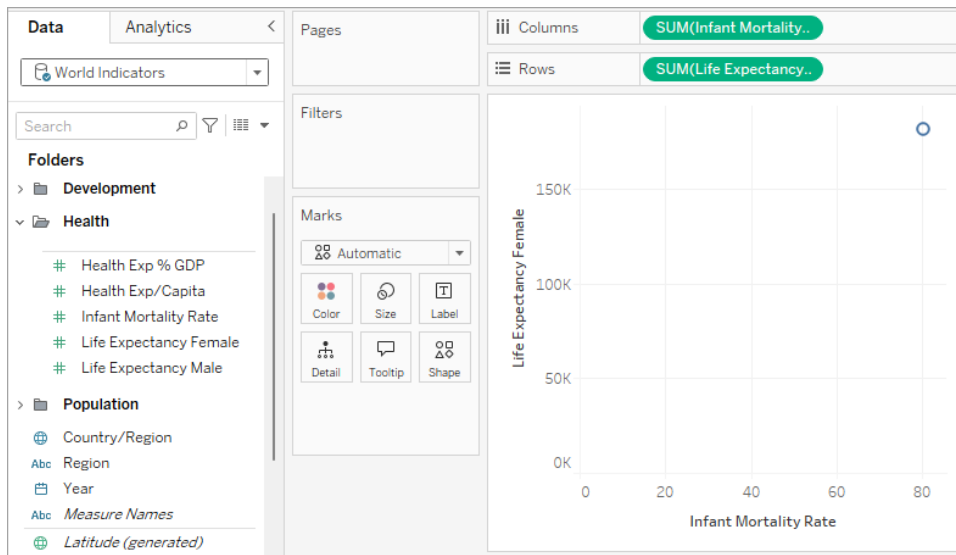 Data
Analytics
World Indicators
Search
Folders
Development
Health
# Health Exp % GDP
# Health Exp/Capita
# Infant Mortality Rate
# Life Expectancy Female
# Life Expectancy Male
Population
Country/Region
Abc Region
Year
Abc Measure Names
Latitude (generated)
Pages
Filters
Marks
Automatic
Color
Size
T
Label
Detail
Tooltip
Shape
Columns
SUM(Infant Mortality..
Rows
SUM(Life Expectancy..
Life Expectancy Female
150K
100K
50K
0K
0 20 40 60 80
Infant Mortality Rate